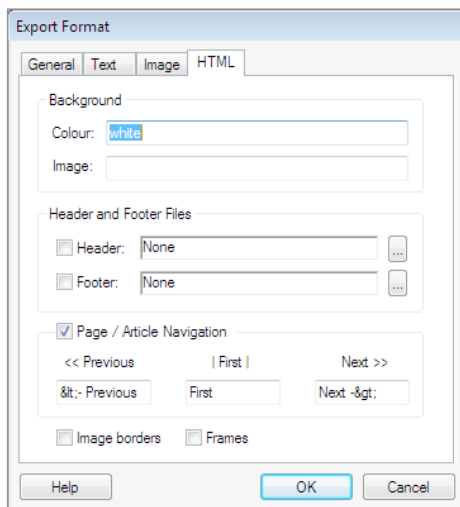 Export Format
General Text Image HTML
Background
Colour: white
Image:
Header and Footer Files
Header: None ...
Footer: None ...
Page / Article Navigation
<< Previous | First | Next >>
&lt;- Previous First Next -&gt;
Image borders Frames
Help OK Cancel